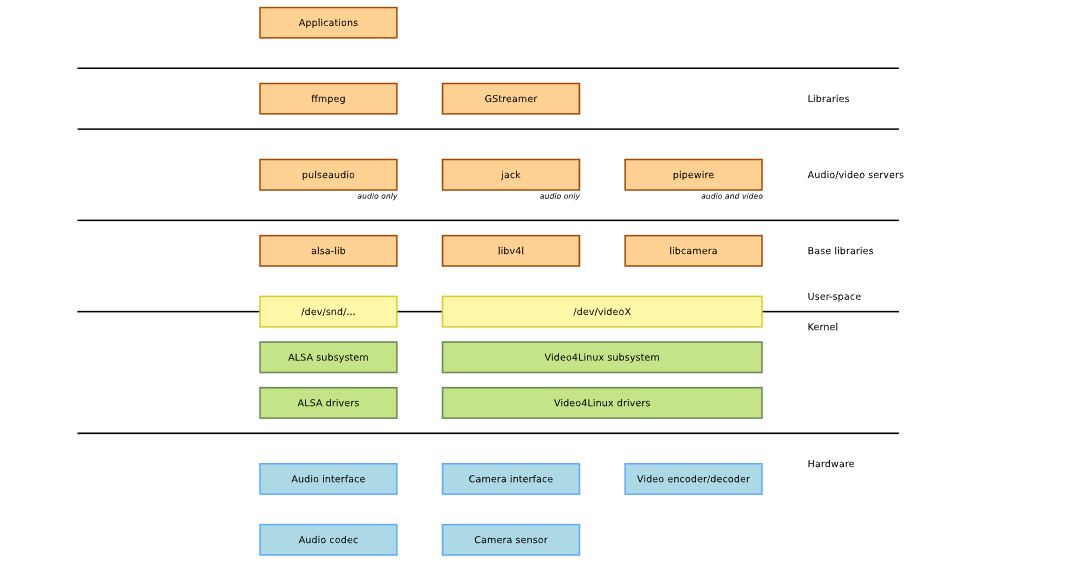 Applications
ffmpeg
GStreamer
Libraries
pulseaudio
jack
pipewire
Audio/video servers
audio only
audio only
audio and video
alsa-lib
libv4l
libcamera
Base libraries
User-space
/dev/snd/...
/dev/videoX
Kernel
ALSA subsystem
Video4Linux subsystem
ALSA drivers
Video4Linux drivers
Hardware
Audio interface
Camera interface
Video encoder/decoder
Audio codec
Camera sensor